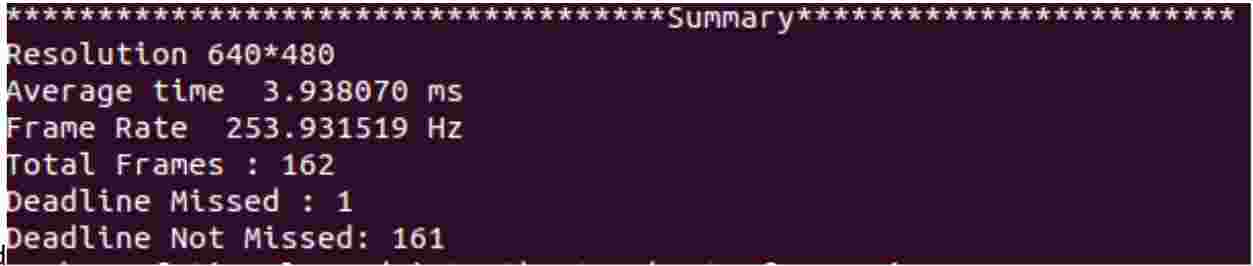 ************************************Summary************************
Resolution 640*480
Average time  3.938070 ms
Frame Rate  253.931519 Hz
Total Frames : 162
Deadline Missed : 1
Deadline Not Missed: 161